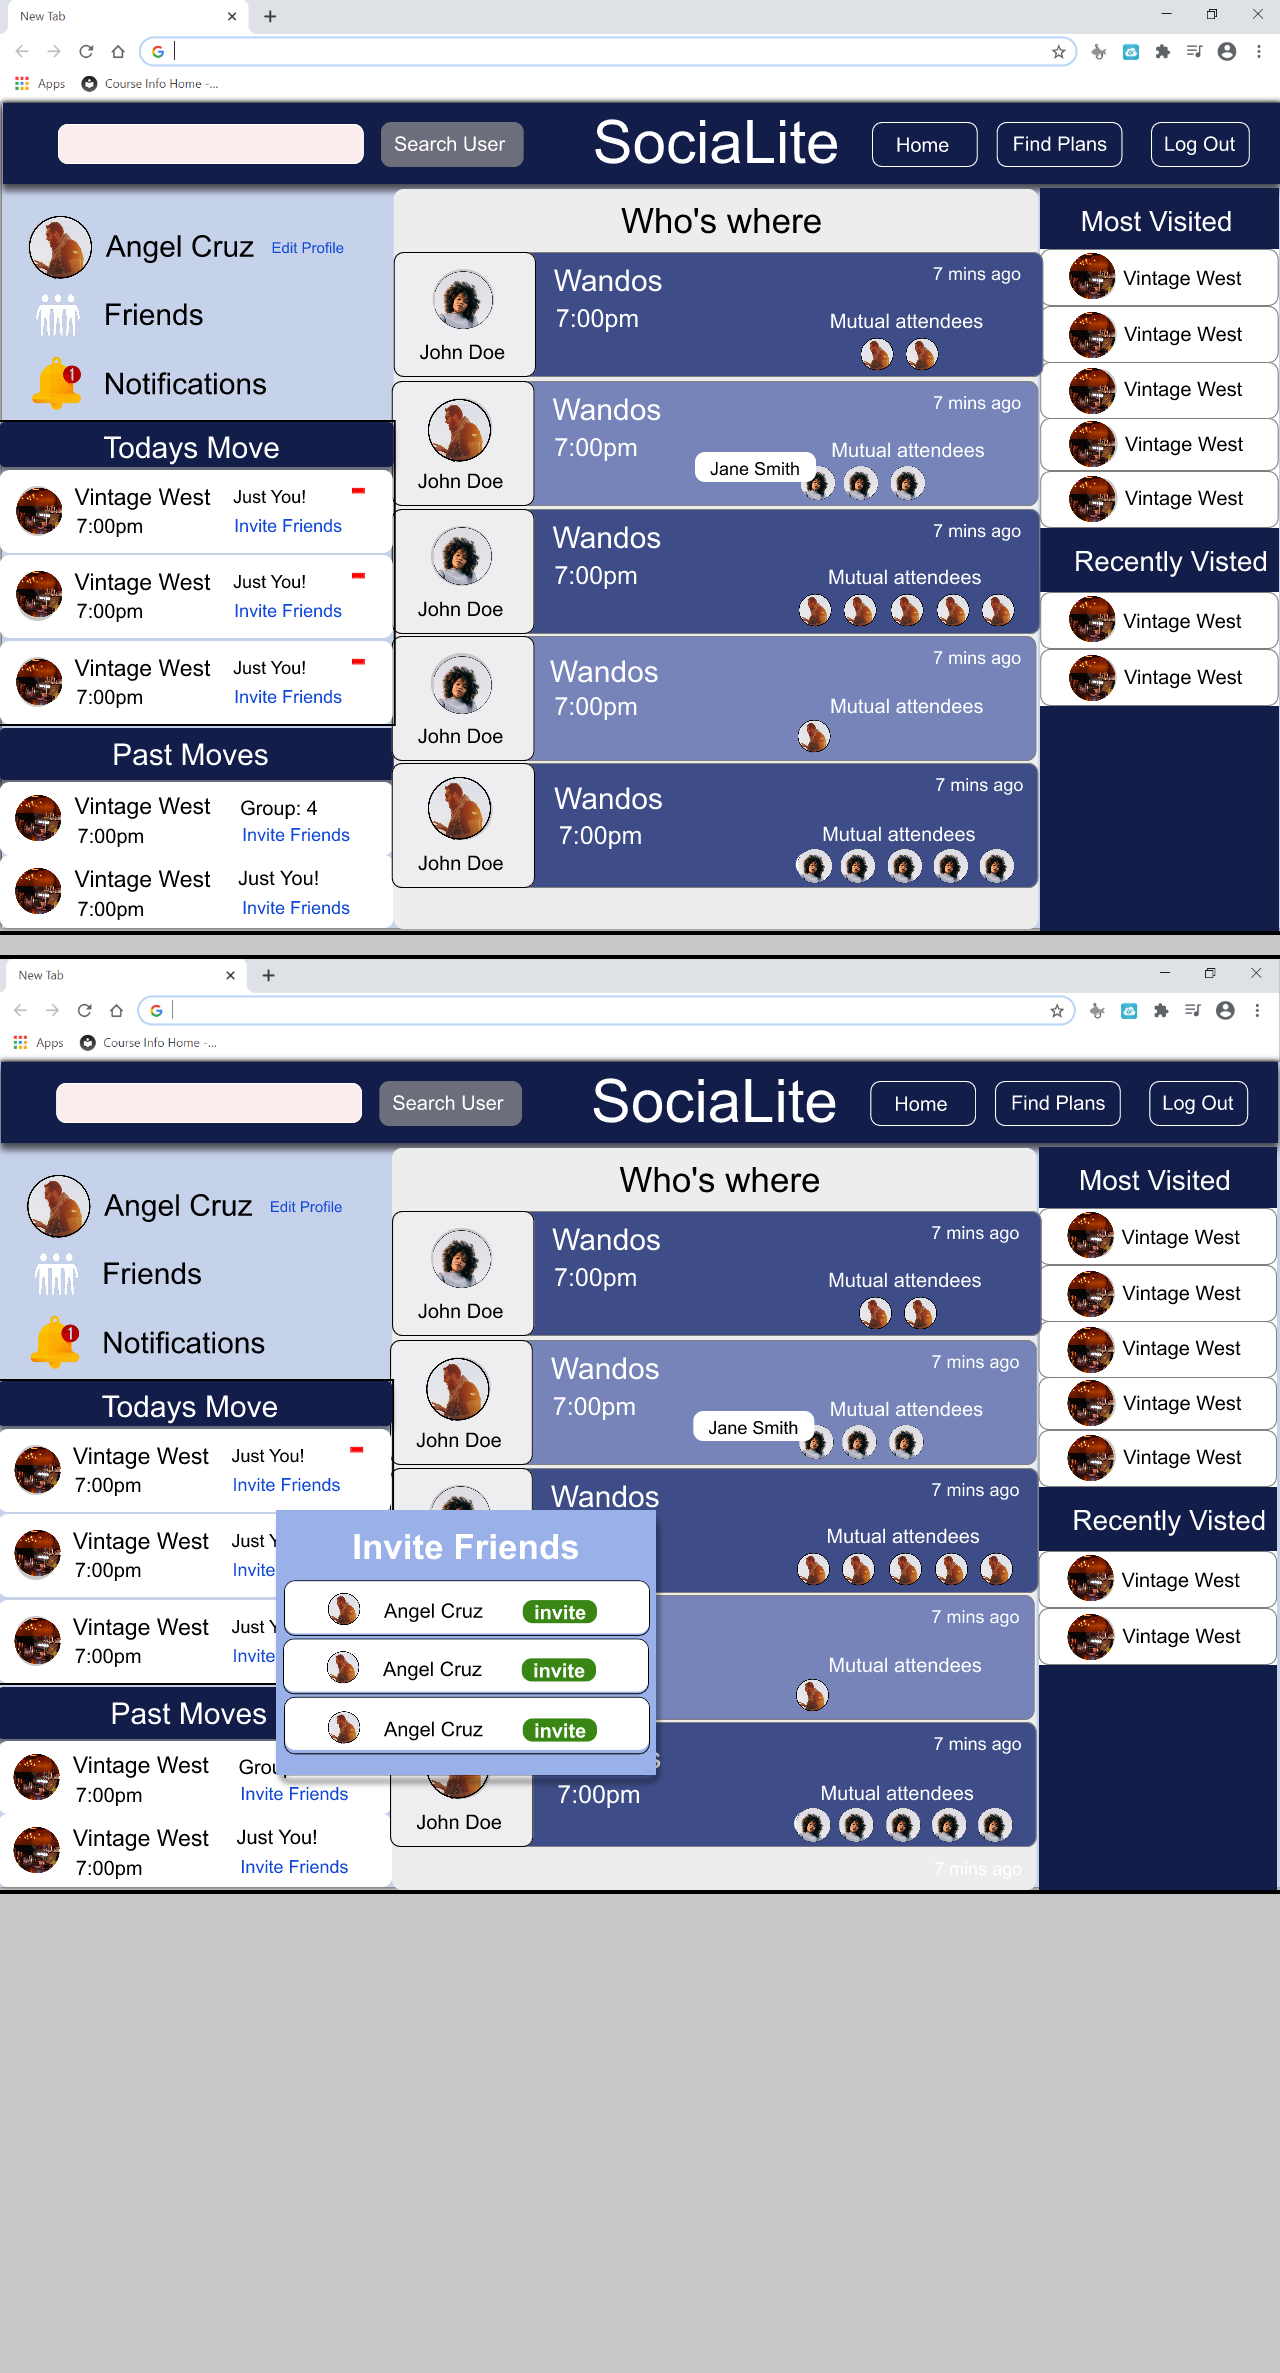 New Tab
Apps
Course Info Home -...
Search User
SociaLite
Home
Find Plans
Log Out
Angel Cruz
Edit Profile
Friends
1
Notifications
Todays Move
Vintage West
Just You!
7:00pm
Invite Friends
Vintage West
Just You!
7:00pm
Invite Friends
Vintage West
Just You!
7:00pm
Invite Friends
Past Moves
Vintage West
Group: 4
7:00pm
Invite Friends
Vintage West
Just You!
7:00pm
Invite Friends
Who's where
John Doe
Wandos
7:00pm
7 mins ago
Mutual attendees
John Doe
Wandos
7:00pm
7 mins ago
Mutual attendees
Jane Smith
John Doe
Wandos
7:00pm
7 mins ago
Mutual attendees
John Doe
Wandos
7:00pm
7 mins ago
Mutual attendees
John Doe
Wandos
7:00pm
7 mins ago
Mutual attendees
Most Visited
Vintage West
Vintage West
Vintage West
Vintage West
Vintage West
Recently Visted
Vintage West
Vintage West
New Tab
Apps
Course Info Home -...
Search User
SociaLite
Home
Find Plans
Log Out
Angel Cruz
Edit Profile
Friends
1
Notifications
Todays Move
Vintage West
Just You!
7:00pm
Invite Friends
Vintage West
Just Y
7:00pm
Invite
Vintage West
Just Y
7:00pm
Invite
Past Moves
Vintage West
Grou
7:00pm
Invite Friends
Vintage West
Just You!
7:00pm
Invite Friends
Invite Friends
Angel Cruz
invite
Angel Cruz
invite
Angel Cruz
invite
Who's where
John Doe
Wandos
7:00pm
7 mins ago
Mutual attendees
John Doe
Wandos
7:00pm
7 mins ago
Mutual attendees
Jane Smith
Wandos
7 mins ago
Mutual attendees
7 mins ago
Mutual attendees
John Doe
s
7:00pm
7 mins ago
Mutual attendees
7 mins ago
Most Visited
Vintage West
Vintage West
Vintage West
Vintage West
Vintage West
Recently Visted
Vintage West
Vintage West